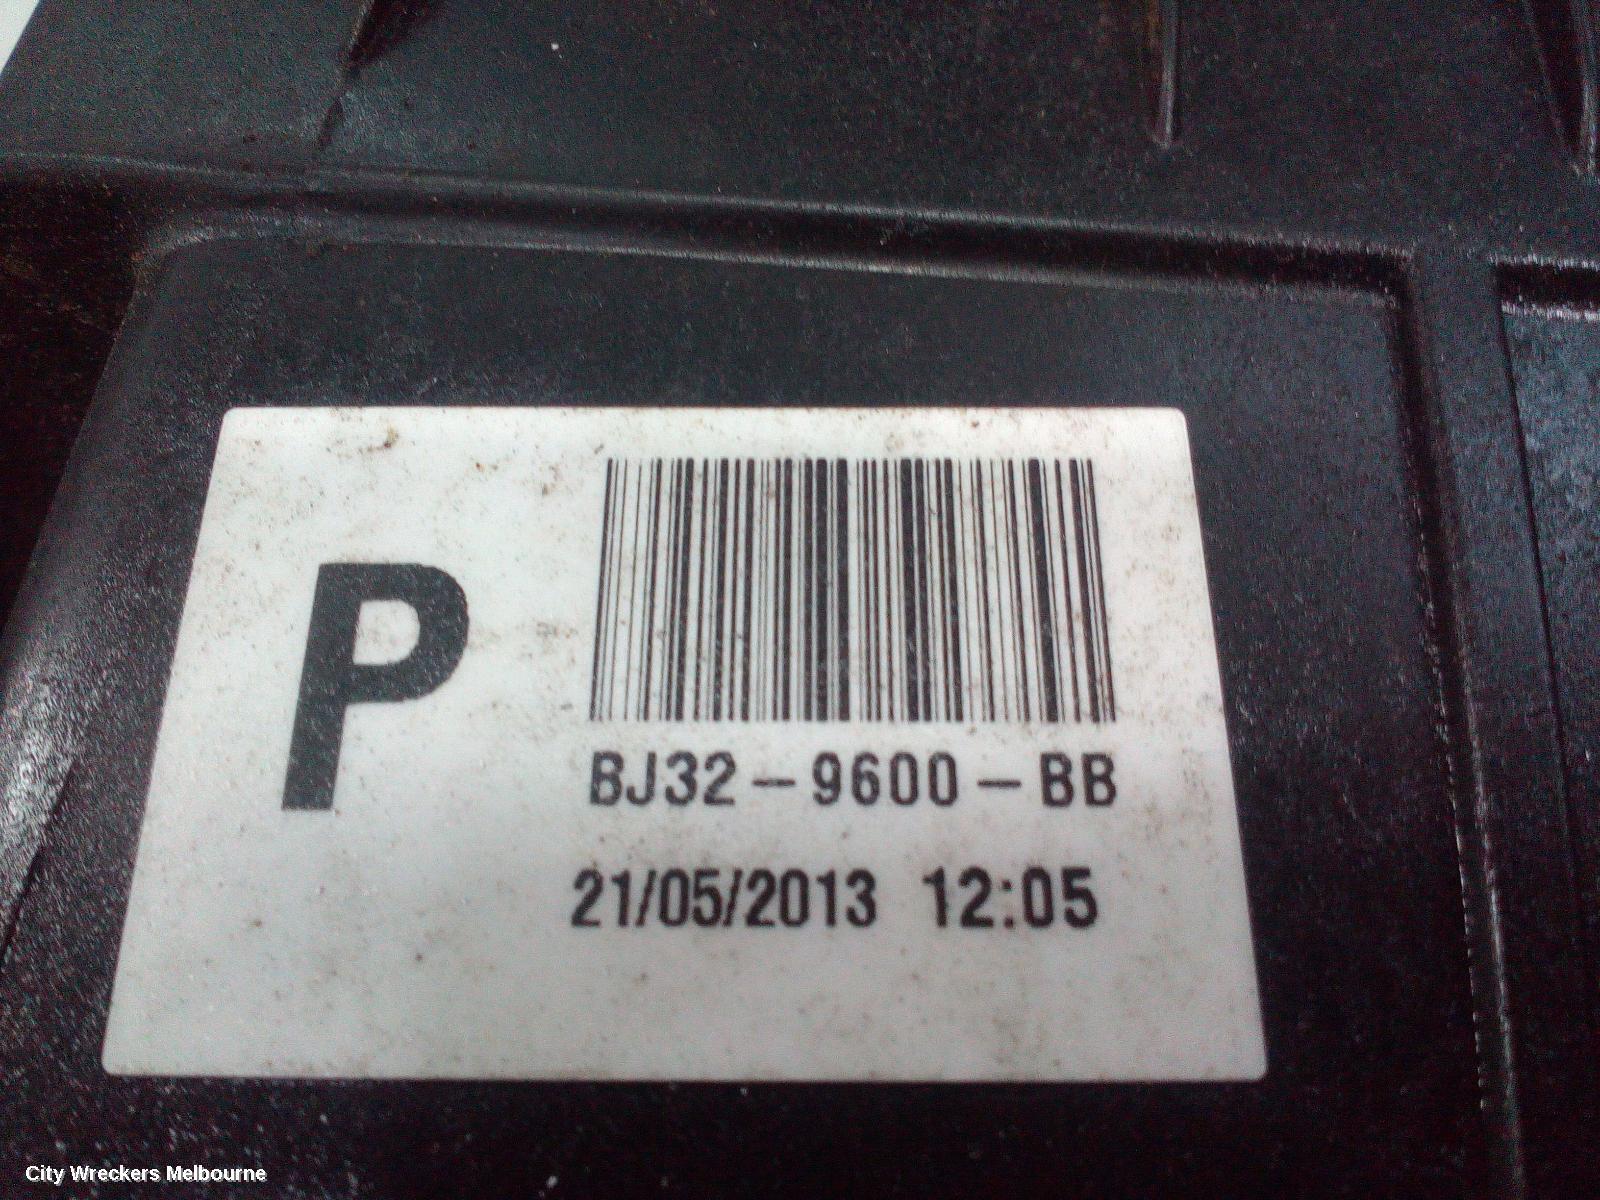 P
BJ32-9600-BB
21/05/2013 12:05
City Wreckers Melbourne